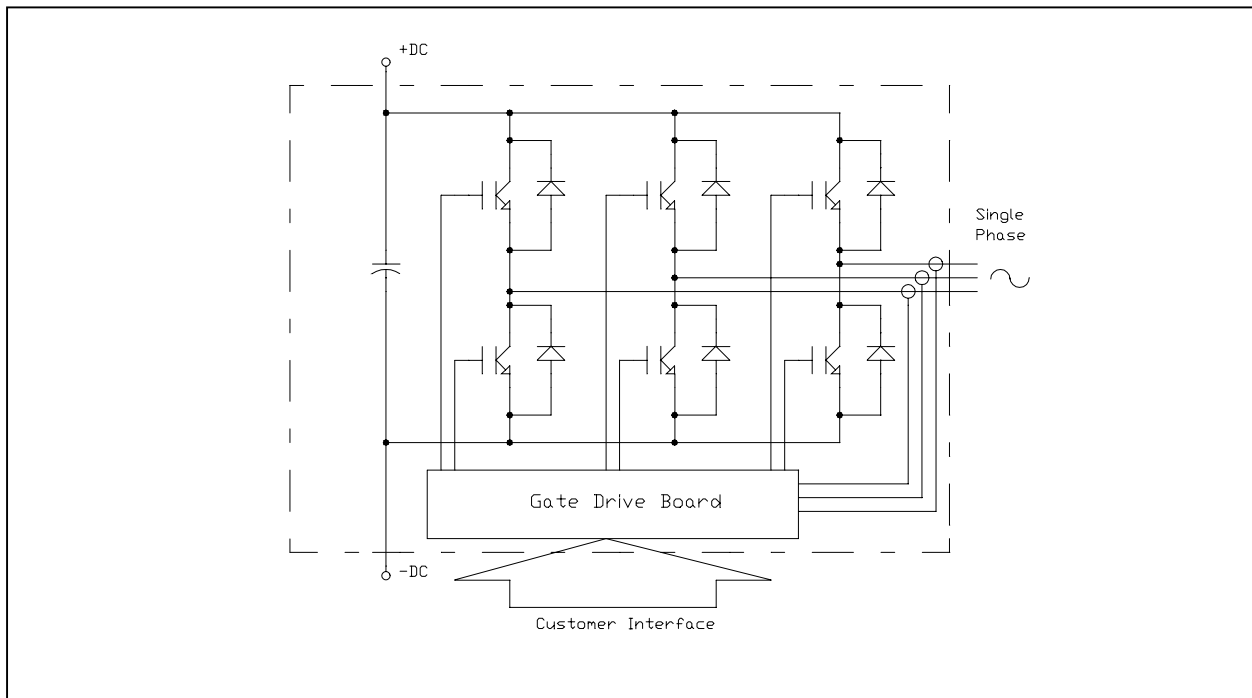 +DC
Single
Phase
Gate Drive Board
-DC
Customer Interface